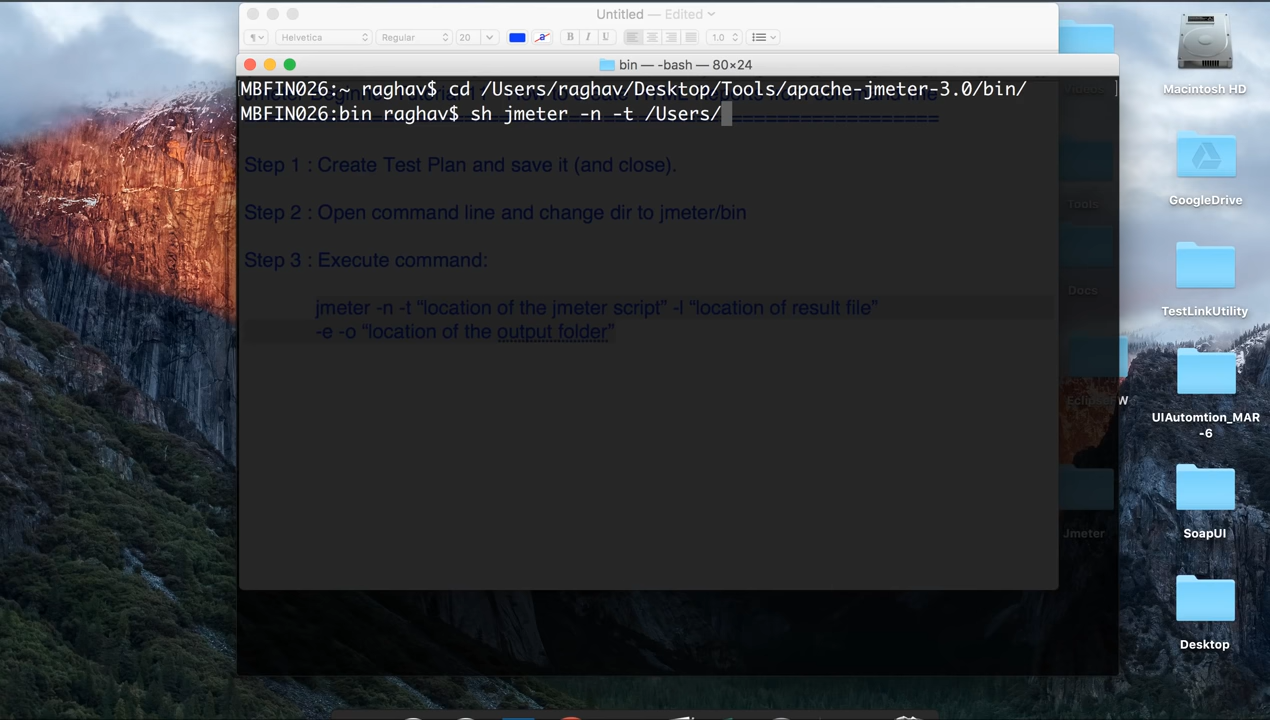 Untitled — Edited
Helvetica
Regular
20
a
B I U
1.0
bin — -bash — 80×24
MBFIN026:~ raghav$ cd /Users/raghav/Desktop/Tools/apache-jmeter-3.0/bin/
MBFIN026:bin raghav$ sh jmeter -n -t /Users/
Step 1 : Create Test Plan and save it (and close).
Step 2 : Open command line and change dir to jmeter/bin
Step 3 : Execute command:
jmeter -n -t “location of the jmeter script” -l “location of result file”
-e -o “location of the output folder”
Macintosh HD
GoogleDrive
Tools
TestLinkUtility
Docs
UIAutomtion_MAR
-6
SoapUI
Jmeter
Desktop